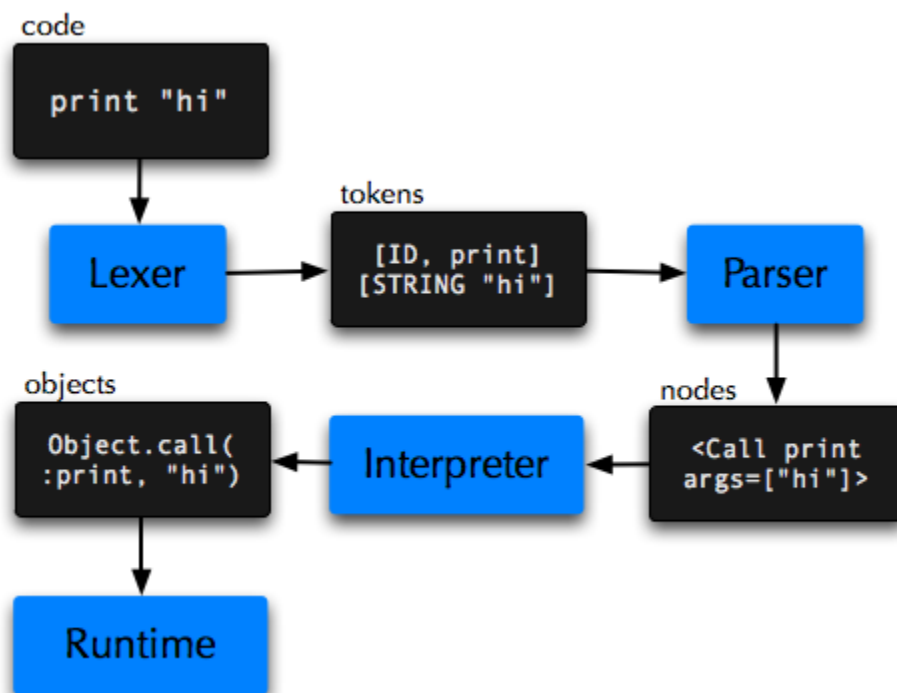 code
print "hi"
Lexer
tokens
[ID, print]
[STRING "hi"]
Parser
nodes
<Call print
args=["hi"]>
Interpreter
objects
Object.call(
:print, "hi")
Runtime